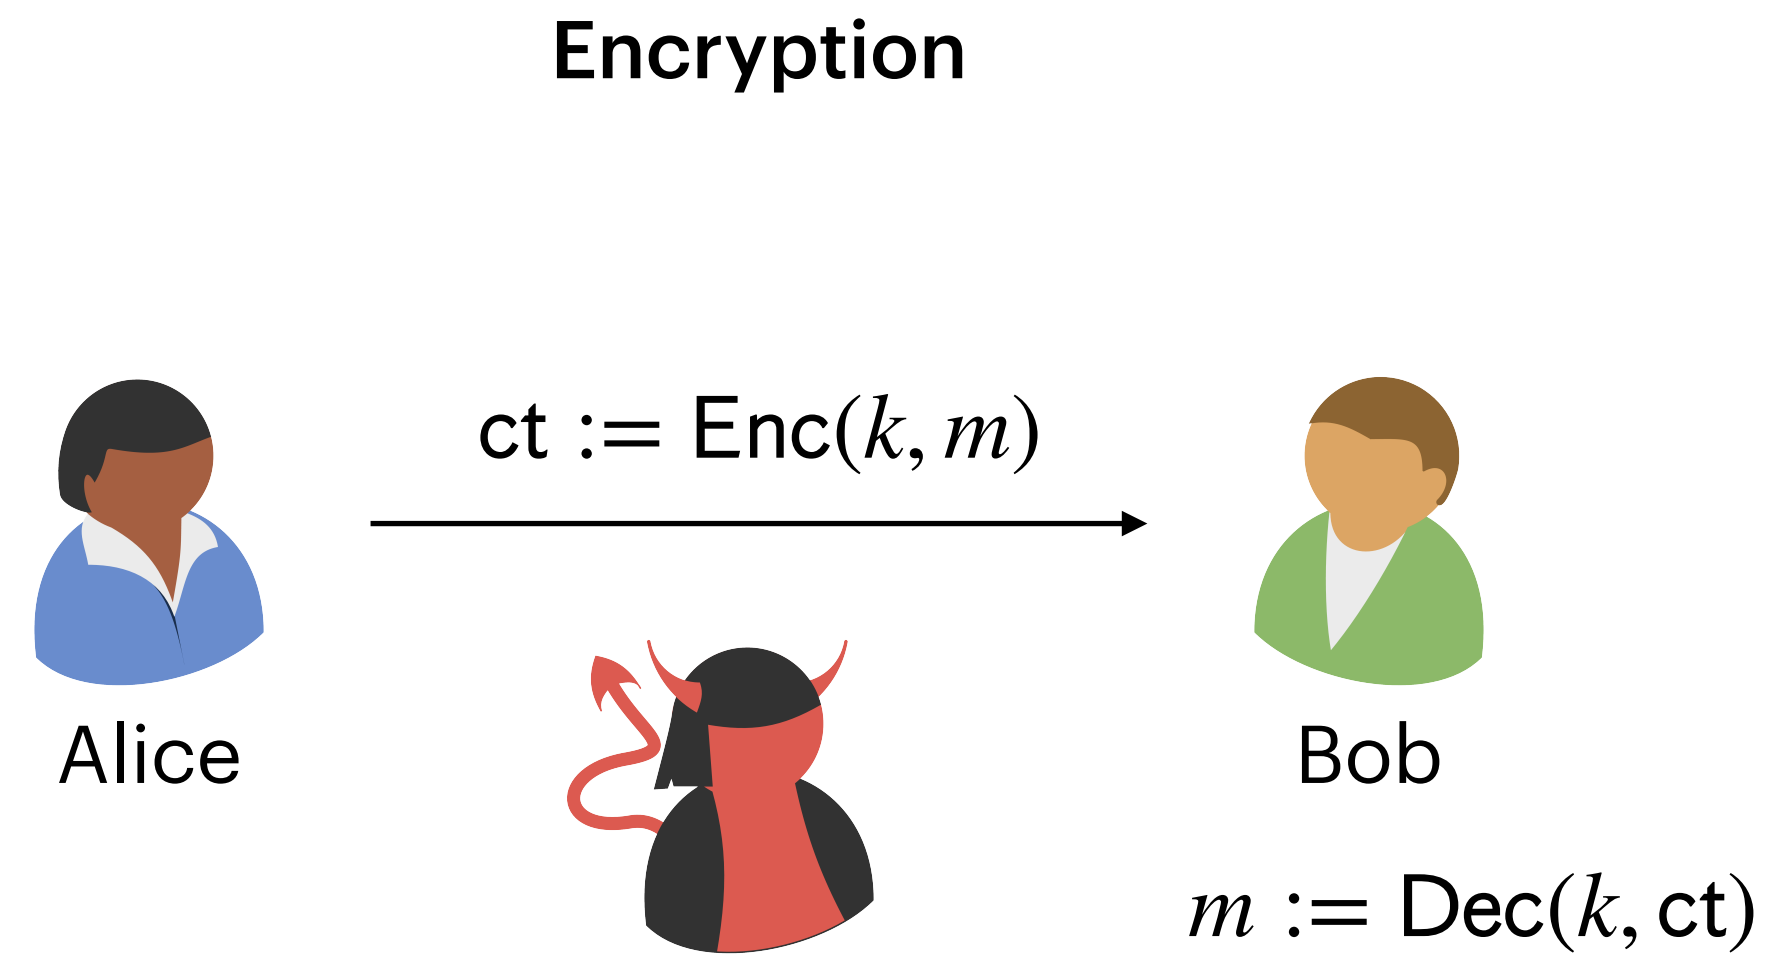 Encryption
ct := Enc(k, m)
Alice
Bob
m := Dec(k, ct)